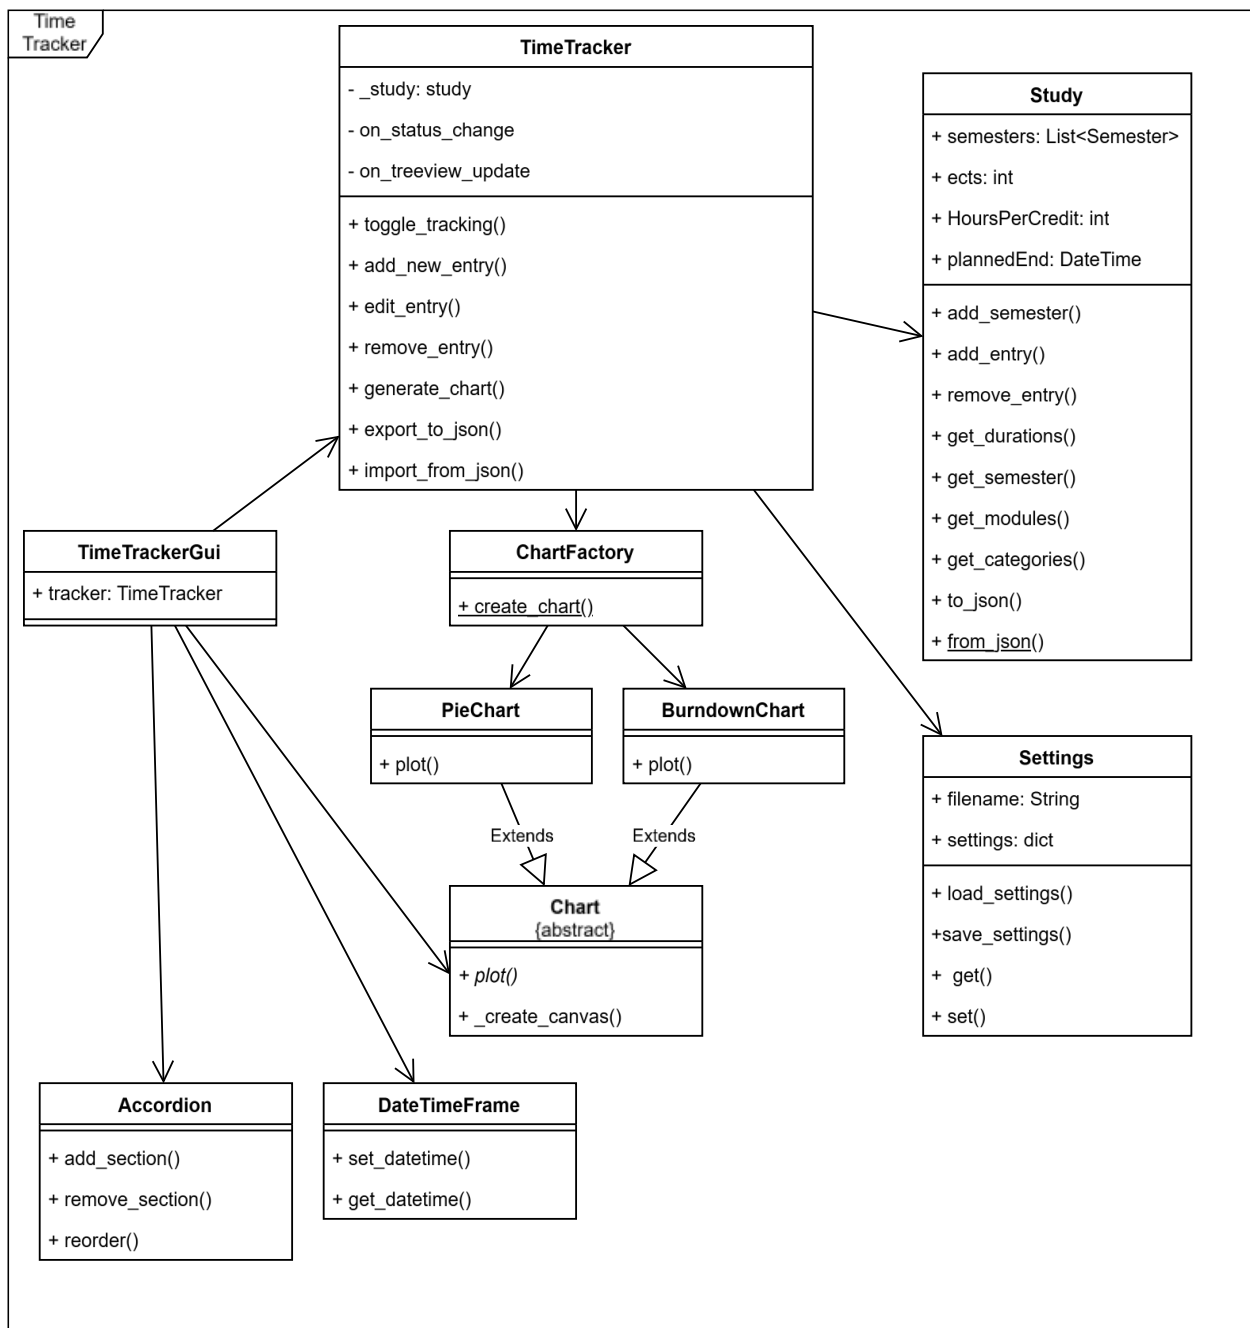 Time
Tracker
TimeTracker
- _study: study
- on_status_change
- on_treeview_update
+ toggle_tracking()
+ add_new_entry()
+ edit_entry()
+ remove_entry()
+ generate_chart()
+ export_to_json()
+ import_from_json()
Study
+ semesters: List<Semester>
+ ects: int
+ HoursPerCredit: int
+ plannedEnd: DateTime
+ add_semester()
+ add_entry()
+ remove_entry()
+ get_durations()
+ get_semester()
+ get_modules()
+ get_categories()
+ to_json()
+ from_json()
TimeTrackerGui
+ tracker: TimeTracker
ChartFactory
+ create_chart()
PieChart
+ plot()
BurndownChart
+ plot()
Extends
Extends
Chart
{abstract}
+ plot()
+ _create_canvas()
Settings
+ filename: String
+ settings: dict
+ load_settings()
+save_settings()
+  get()
+ set()
Accordion
+ add_section()
+ remove_section()
+ reorder()
DateTimeFrame
+ set_datetime()
+ get_datetime()